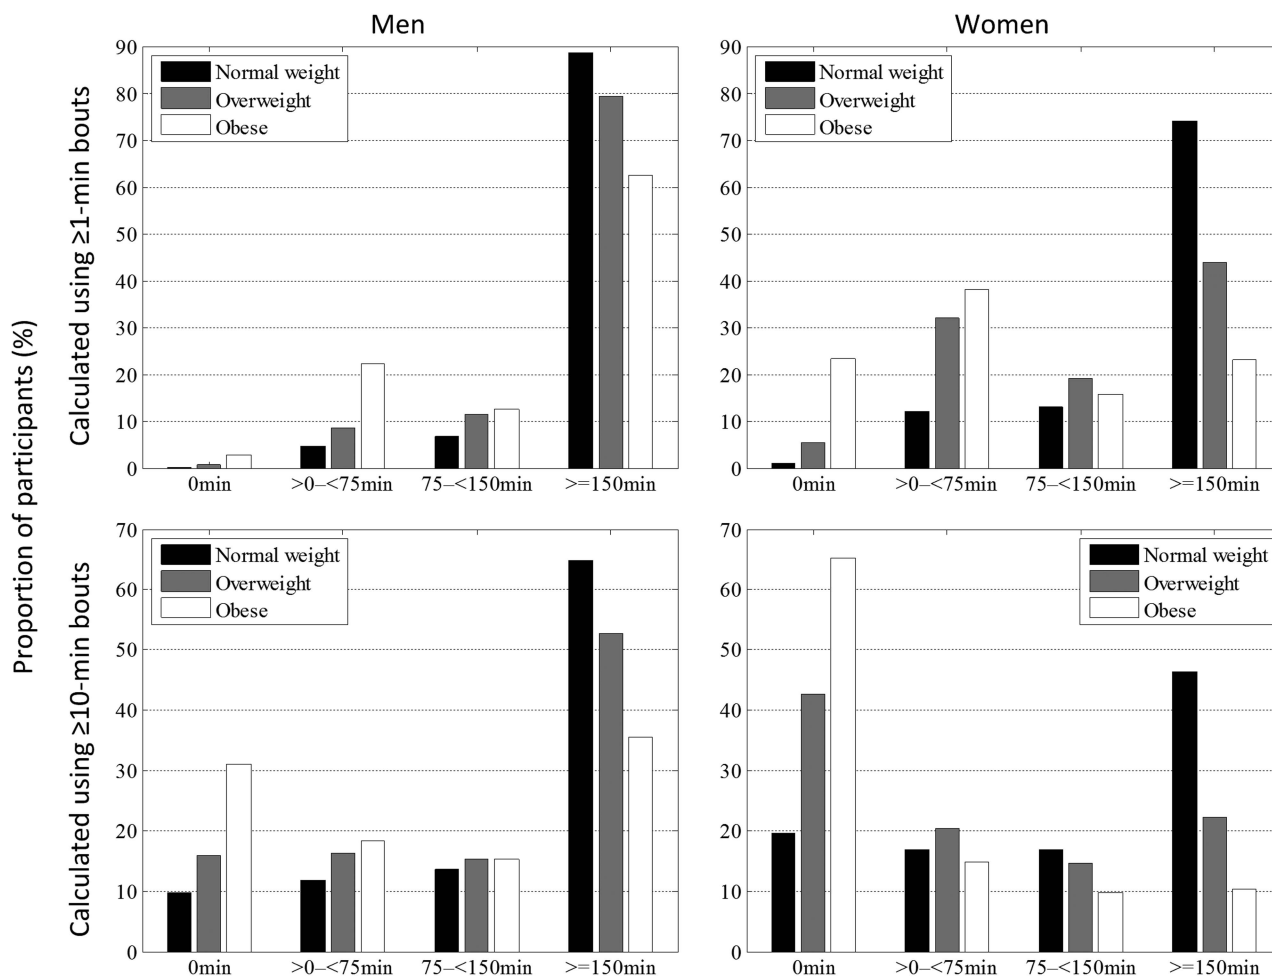 Men
Women
Proportion of participants (%)
Calculated using ≥1-min bouts
90
80
70
60
50
40
30
20
10
0
Normal weight
Overweight
Obese
0min
>0–<75min
75–<150min
>=150min
90
80
70
60
50
40
30
20
10
0
Normal weight
Overweight
Obese
0min
>0–<75min
75–<150min
>=150min
Calculated using ≥10-min bouts
70
60
50
40
30
20
10
0
Normal weight
Overweight
Obese
0min
>0–<75min
75–<150min
>=150min
70
60
50
40
30
20
10
0
Normal weight
Overweight
Obese
0min
>0–<75min
75–<150min
>=150min